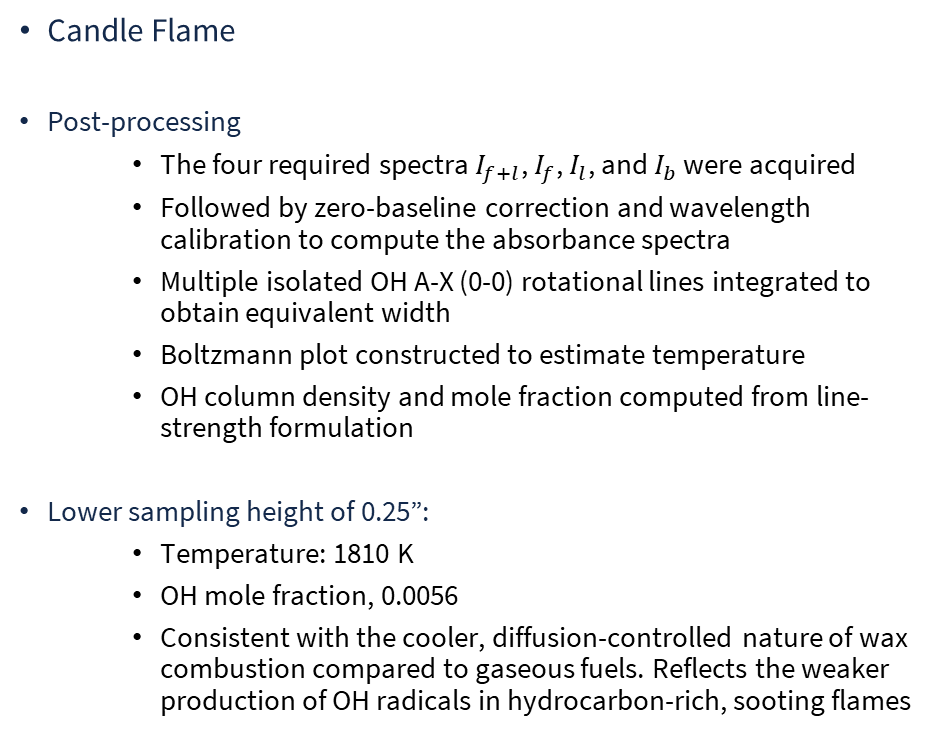 • Candle Flame
• Post-processing
• The four required spectra I_{f+l}, I_f, I_l, and I_b were acquired
• Followed by zero-baseline correction and wavelength
calibration to compute the absorbance spectra
• Multiple isolated OH A-X (0-0) rotational lines integrated to
obtain equivalent width
• Boltzmann plot constructed to estimate temperature
• OH column density and mole fraction computed from line-
strength formulation
• Lower sampling height of 0.25”:
• Temperature: 1810 K
• OH mole fraction, 0.0056
• Consistent with the cooler, diffusion-controlled nature of wax
combustion compared to gaseous fuels. Reflects the weaker
production of OH radicals in hydrocarbon-rich, sooting flames